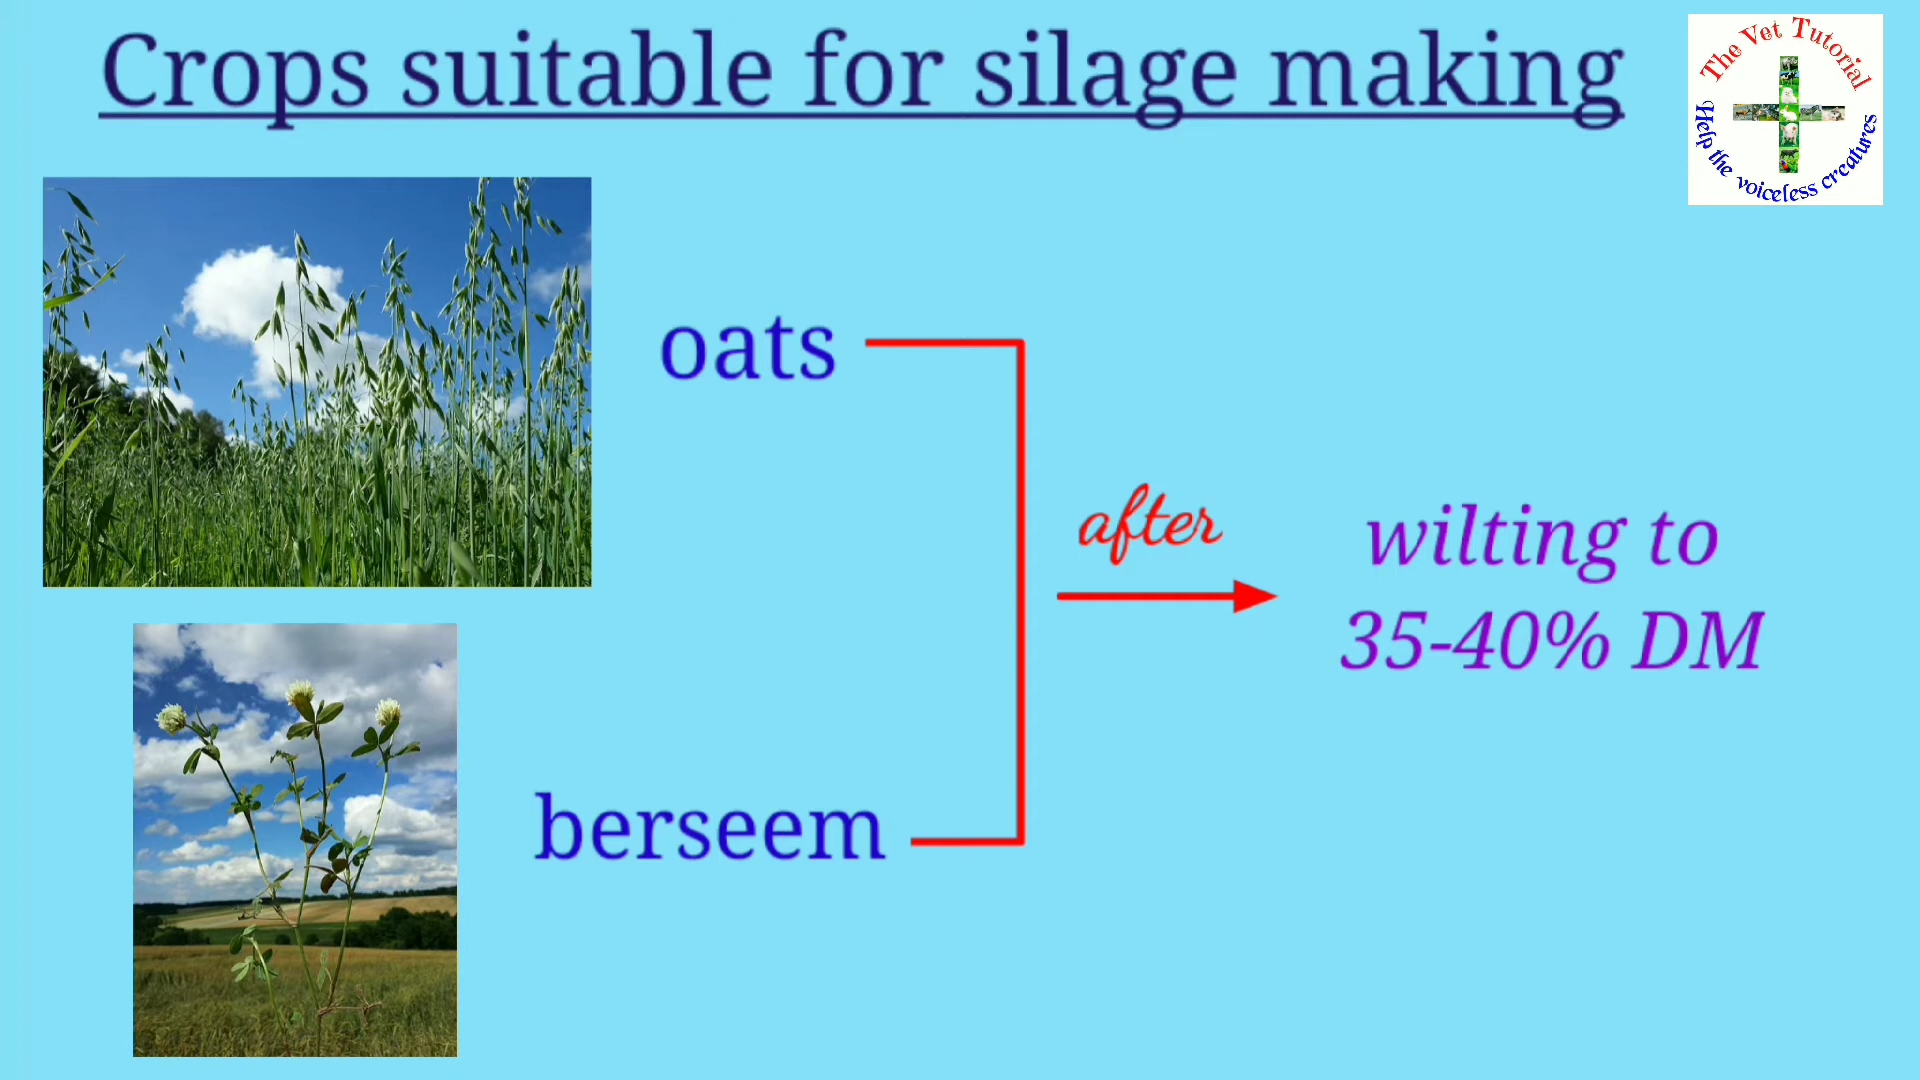 Crops suitable for silage making
The Vet Tutorial
Help the voiceless creatures
oats
after
wilting to
35-40% DM
berseem